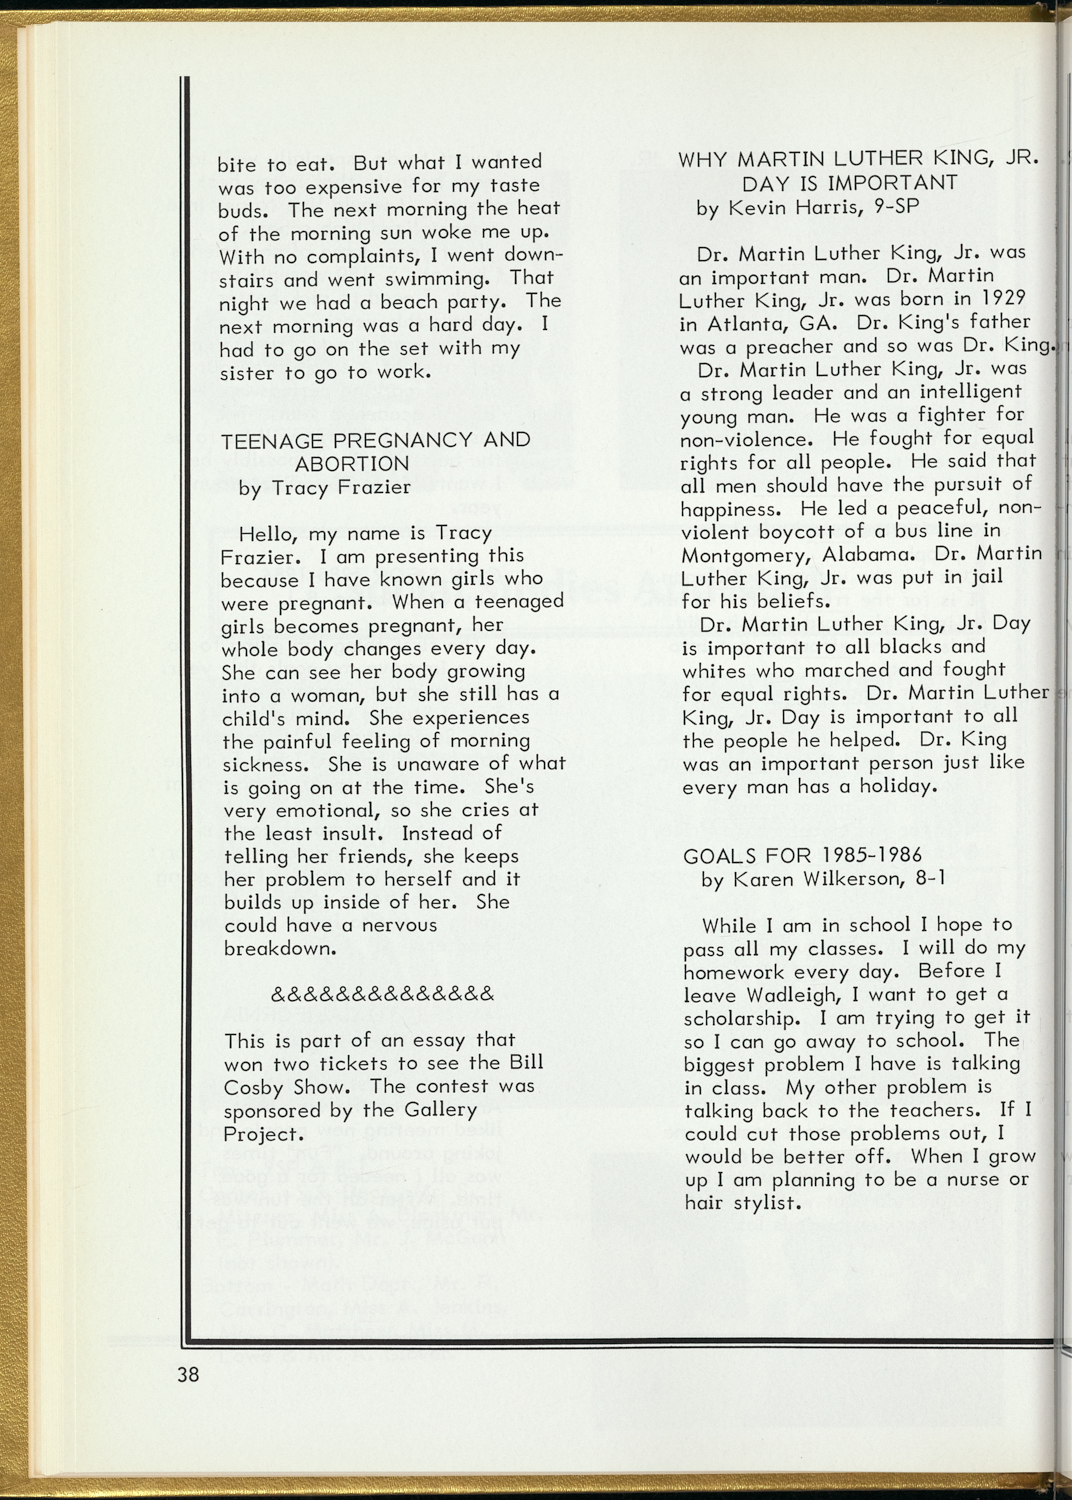 bite to eat.  But what I wanted
was too expensive for my taste
buds.  The next morning the heat
of the morning sun woke me up.
With no complaints, I went down-
stairs and went swimming.  That
night we had a beach party.  The
next morning was a hard day.  I
had to go on the set with my
sister to go to work.
TEENAGE PREGNANCY AND
ABORTION
by Tracy Frazier
Hello, my name is Tracy
Frazier.  I am presenting this
because I have known girls who
were pregnant.  When a teenaged
girls becomes pregnant, her
whole body changes every day.
She can see her body growing
into a woman, but she still has a
child's mind.  She experiences
the painful feeling of morning
sickness.  She is unaware of what
is going on at the time.  She's
very emotional, so she cries at
the least insult.  Instead of
telling her friends, she keeps
her problem to herself and it
builds up inside of her.  She
could have a nervous
breakdown.
&&&&&&&&&&&&&&
This is part of an essay that
won two tickets to see the Bill
Cosby Show.  The contest was
sponsored by the Gallery
Project.
WHY MARTIN LUTHER KING, JR.
DAY IS IMPORTANT
by Kevin Harris, 9-SP
Dr. Martin Luther King, Jr. was
an important man.  Dr. Martin
Luther King, Jr. was born in 1929
in Atlanta, GA.  Dr. King's father
was a preacher and so was Dr. King.
Dr. Martin Luther King, Jr. was
a strong leader and an intelligent
young man.  He was a fighter for
non-violence.  He fought for equal
rights for all people.  He said that
all men should have the pursuit of
happiness.  He led a peaceful, non-
violent boycott of a bus line in
Montgomery, Alabama.  Dr. Martin
Luther King, Jr. was put in jail
for his beliefs.
Dr. Martin Luther King, Jr. Day
is important to all blacks and
whites who marched and fought
for equal rights.  Dr. Martin Luther
King, Jr. Day is important to all
the people he helped.  Dr. King
was an important person just like
every man has a holiday.
GOALS FOR 1985-1986
by Karen Wilkerson, 8-1
While I am in school I hope to
pass all my classes.  I will do my
homework every day.  Before I
leave Wadleigh, I want to get a
scholarship.  I am trying to get it
so I can go away to school.  The
biggest problem I have is talking
in class.  My other problem is
talking back to the teachers.  If I
could cut those problems out, I
would be better off.  When I grow
up I am planning to be a nurse or
hair stylist.
38